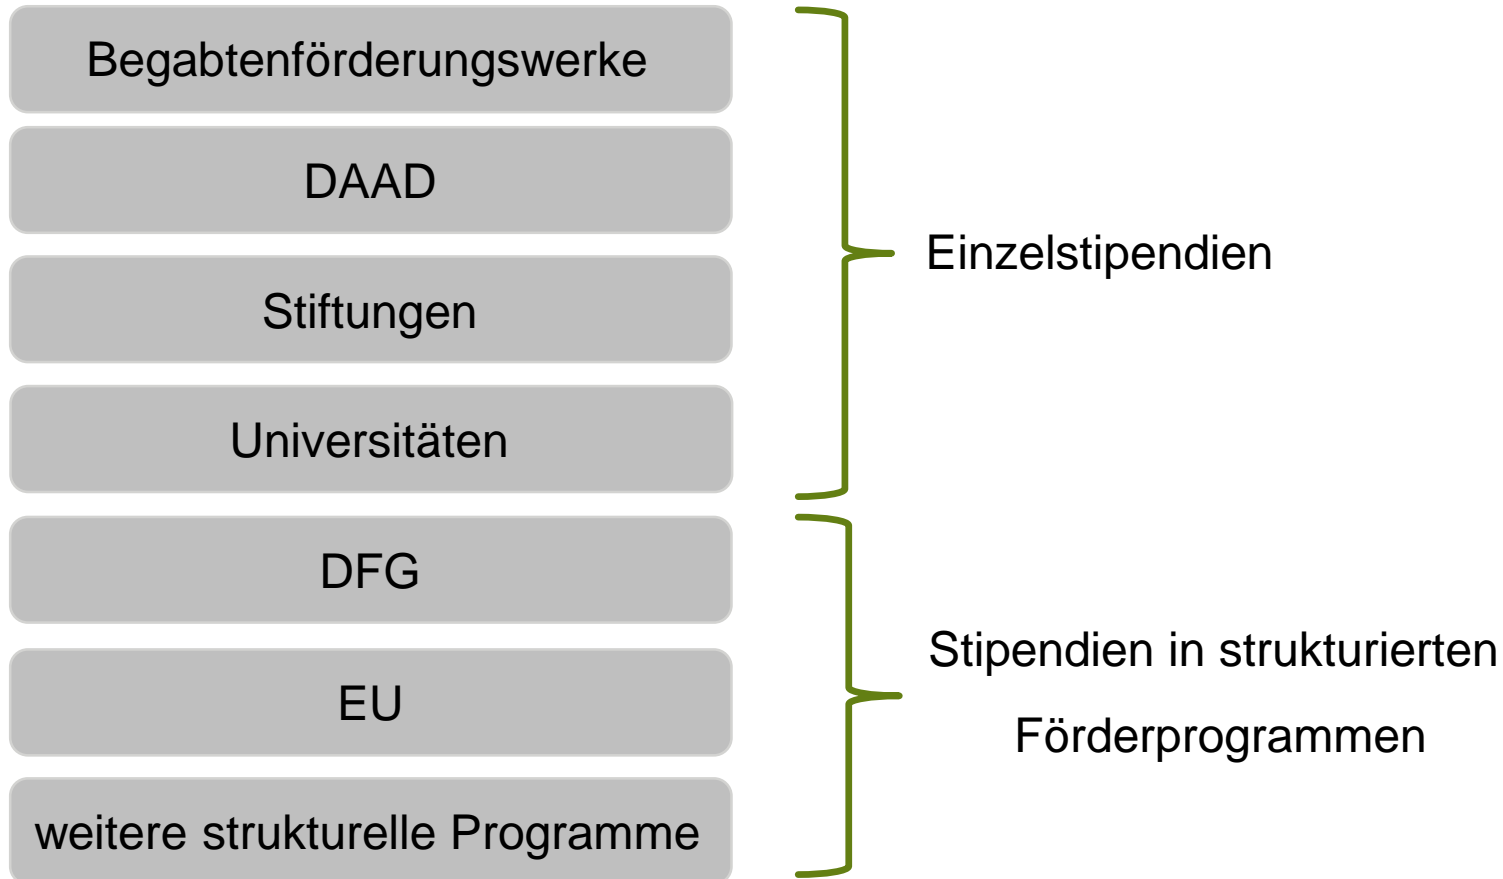 Begabtenförderungswerke
DAAD
Stiftungen
Universitäten
DFG
EU
weitere strukturelle Programme
Einzelstipendien
Stipendien in strukturierten
Förderprogrammen